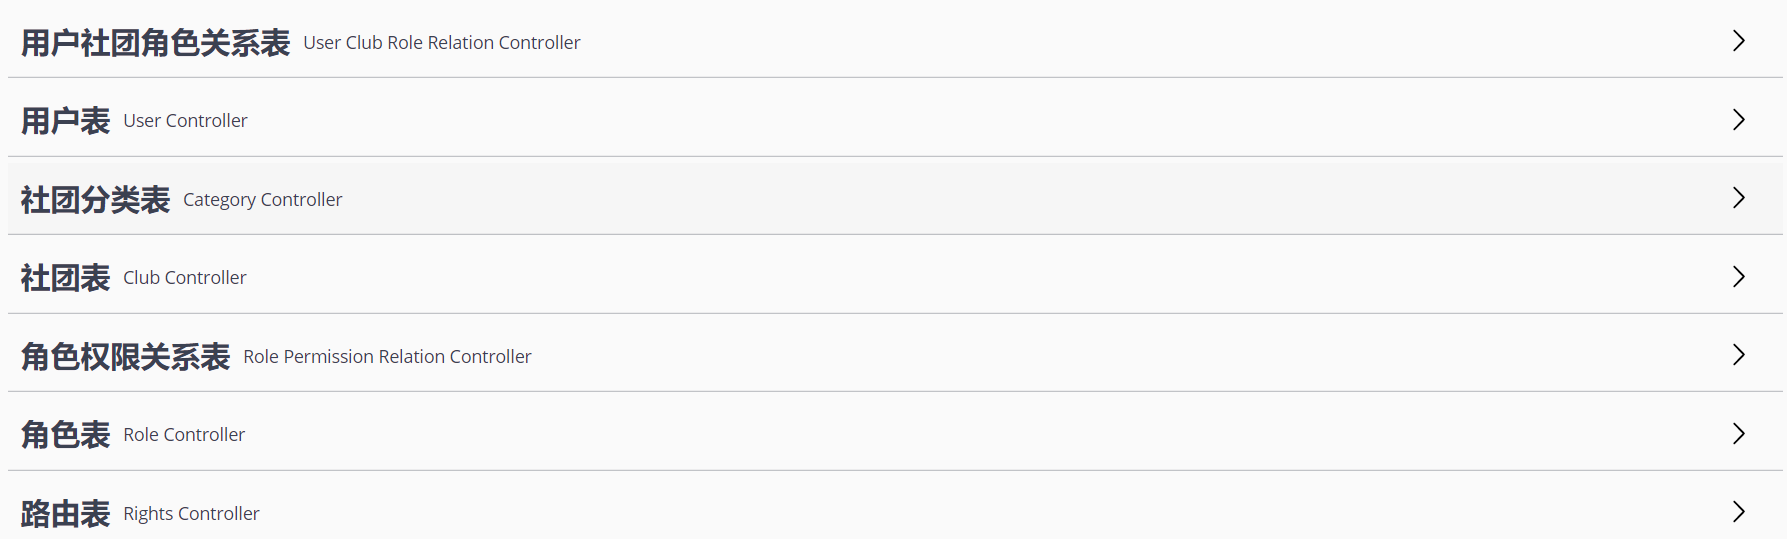 用户社团角色关系表 User Club Role Relation Controller
用户表 User Controller
社团分类表 Category Controller
社团表 Club Controller
角色权限关系表 Role Permission Relation Controller
角色表 Role Controller
路由表 Rights Controller